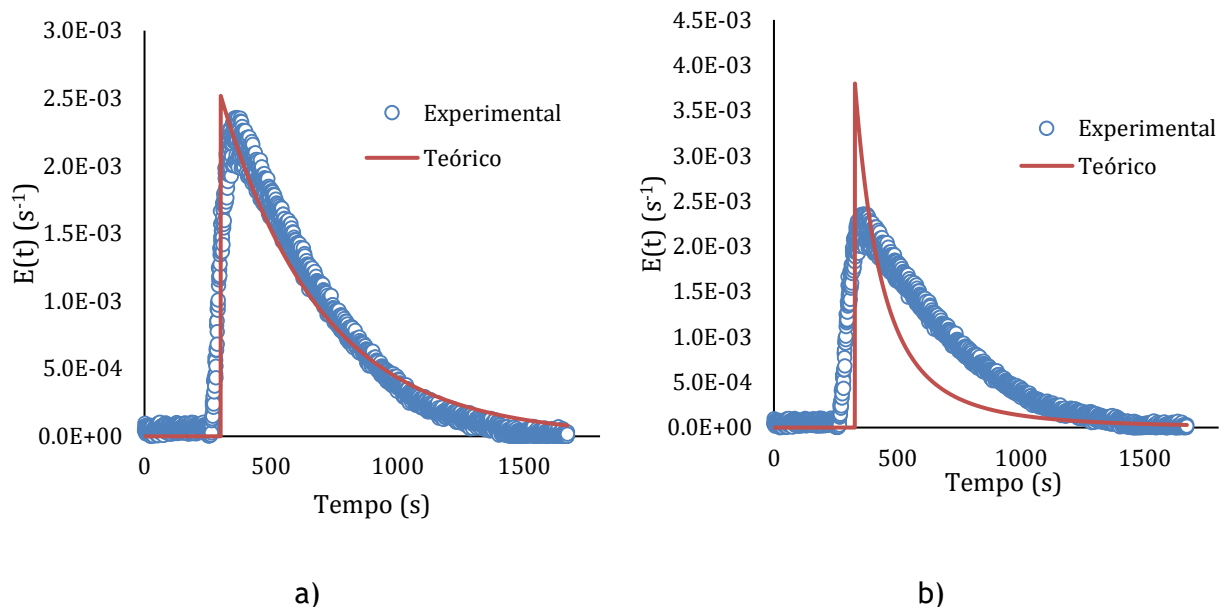 3.0E-03
2.5E-03
2.0E-03
1.5E-03
1.0E-03
5.0E-04
0.0E+00
E(t) (s⁻¹)
Experimental
Teórico
0 500 1000 1500
Tempo (s)
a)
4.5E-03
4.0E-03
3.5E-03
3.0E-03
2.5E-03
2.0E-03
1.5E-03
1.0E-03
5.0E-04
0.0E+00
E(t) (s⁻¹)
Experimental
Teórico
0 500 1000 1500
Tempo (s)
b)